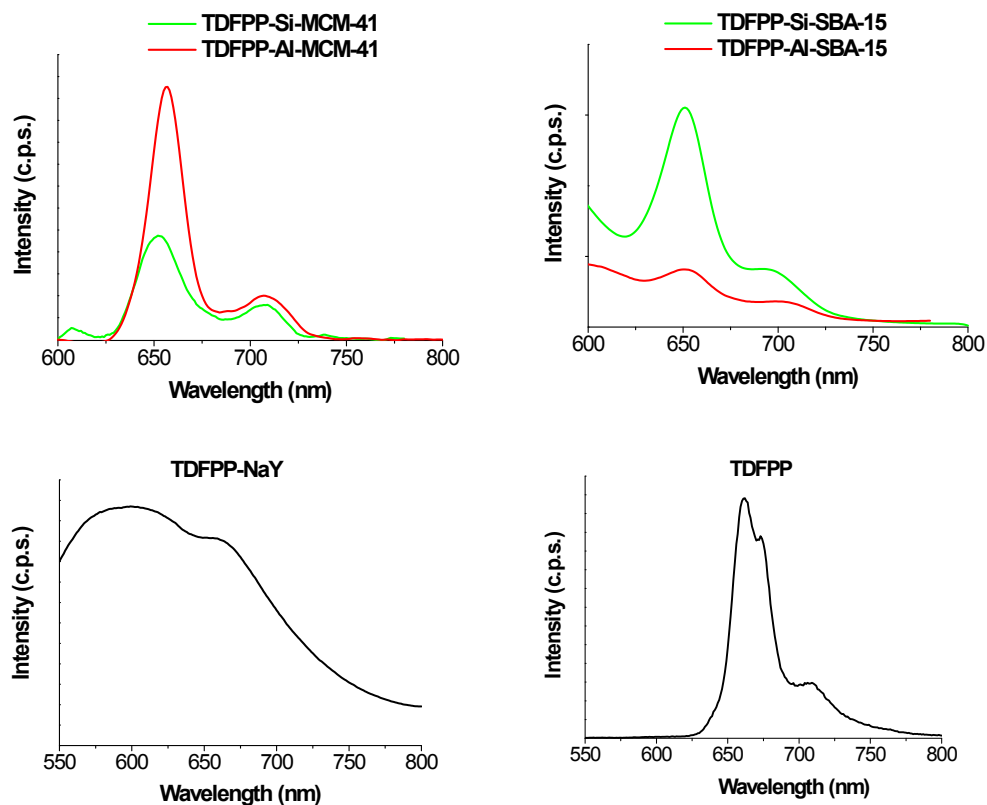 TDFPP-Si-MCM-41
TDFPP-Al-MCM-41
Intensity (c.p.s.)
600 650 700 750 800
Wavelength (nm)
TDFPP-Si-SBA-15
TDFPP-Al-SBA-15
Intensity (c.p.s.)
600 650 700 750 800
Wavelength (nm)
TDFPP-NaY
Intensity (c.p.s.)
550 600 650 700 750 800
Wavelength (nm)
TDFPP
Intensity (c.p.s.)
550 600 650 700 750 800
Wavelength (nm)